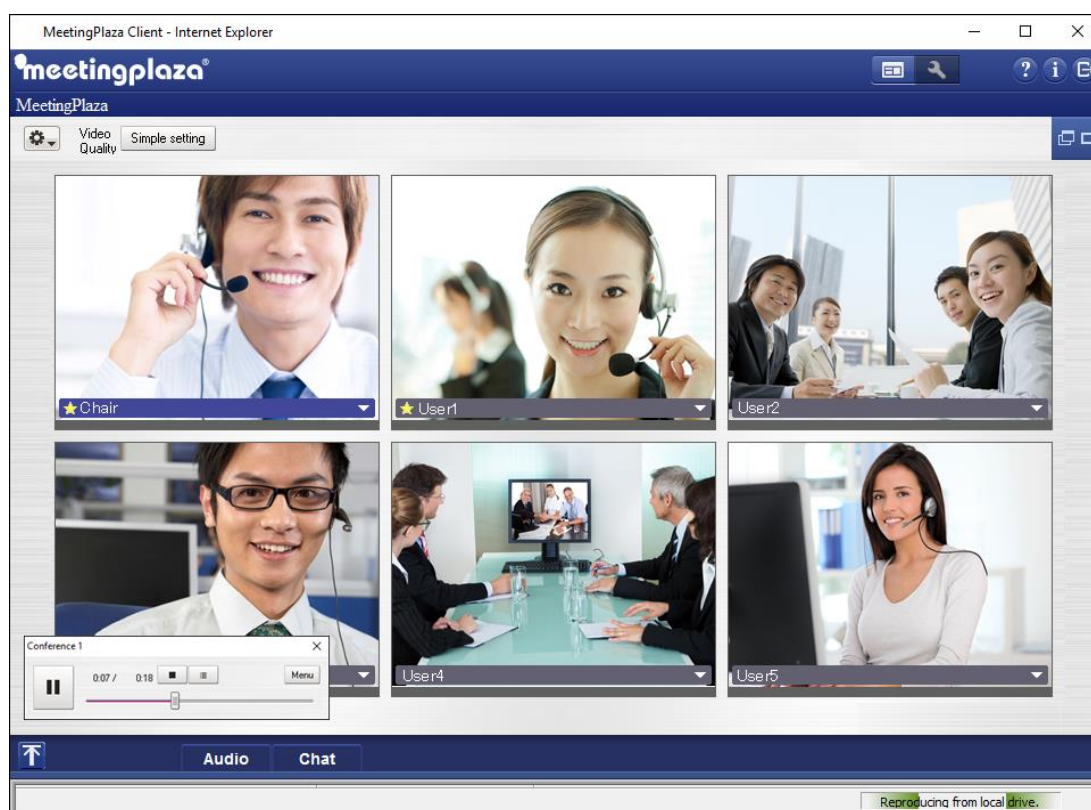 MeetingPlaza Client - Internet Explorer
meetingplaza®
? i
MeetingPlaza
Video
Quality
Simple setting
★Chair
★User1
User2
Conference 1
0:07 / 0:18
Menu
User4
User5
Audio
Chat
Reproducing from local drive.